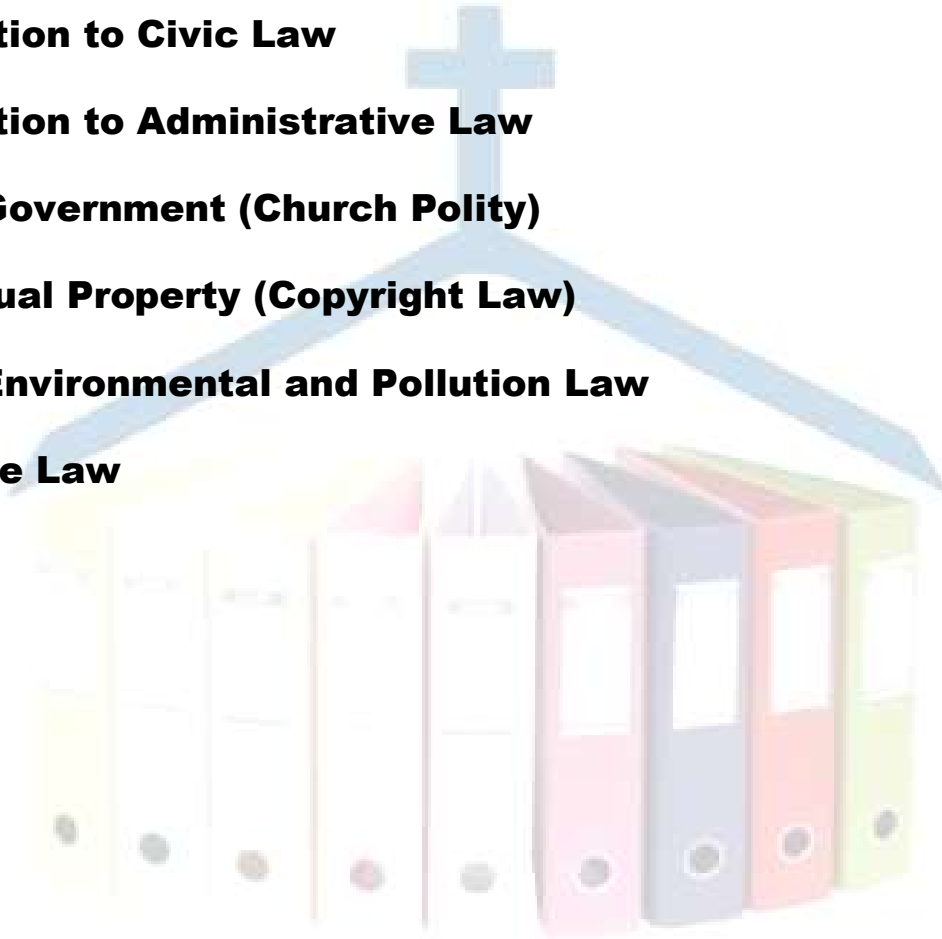 tion to Civic Law
tion to Administrative Law
Government (Church Polity)
ual Property (Copyright Law)
Environmental and Pollution Law
e Law